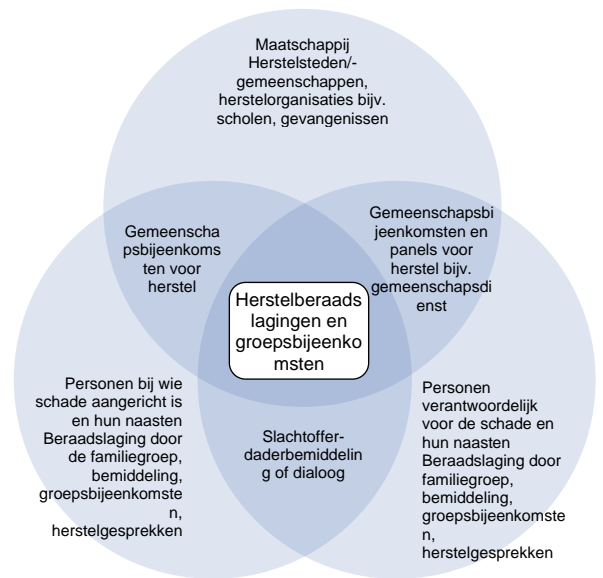 Maatschappij
Herstelsteden/-
gemeenschappen,
herstelorganisaties bijv.
scholen, gevangenissen
Gemeenscha
psbijeenkoms
ten voor
herstel
Gemeenschapsbi
jeenkomsten en
panels voor
herstel bijv.
gemeenschapsdi
enst
Herstelberaads
lagingen en
groepsbijeenko
msten
Personen bij wie
schade aangericht is
en hun naasten
Beraadslaging door
de familiegroep,
bemiddeling,
groepsbijeenkomste
n,
herstelgesprekken
Slachtoffer-
daderbemiddelin
g of dialoog
Personen
verantwoordelijk
voor de schade en
hun naasten
Beraadslaging door
familiegroep,
bemiddeling,
groepsbijeenkomste
n,
herstelgesprekken